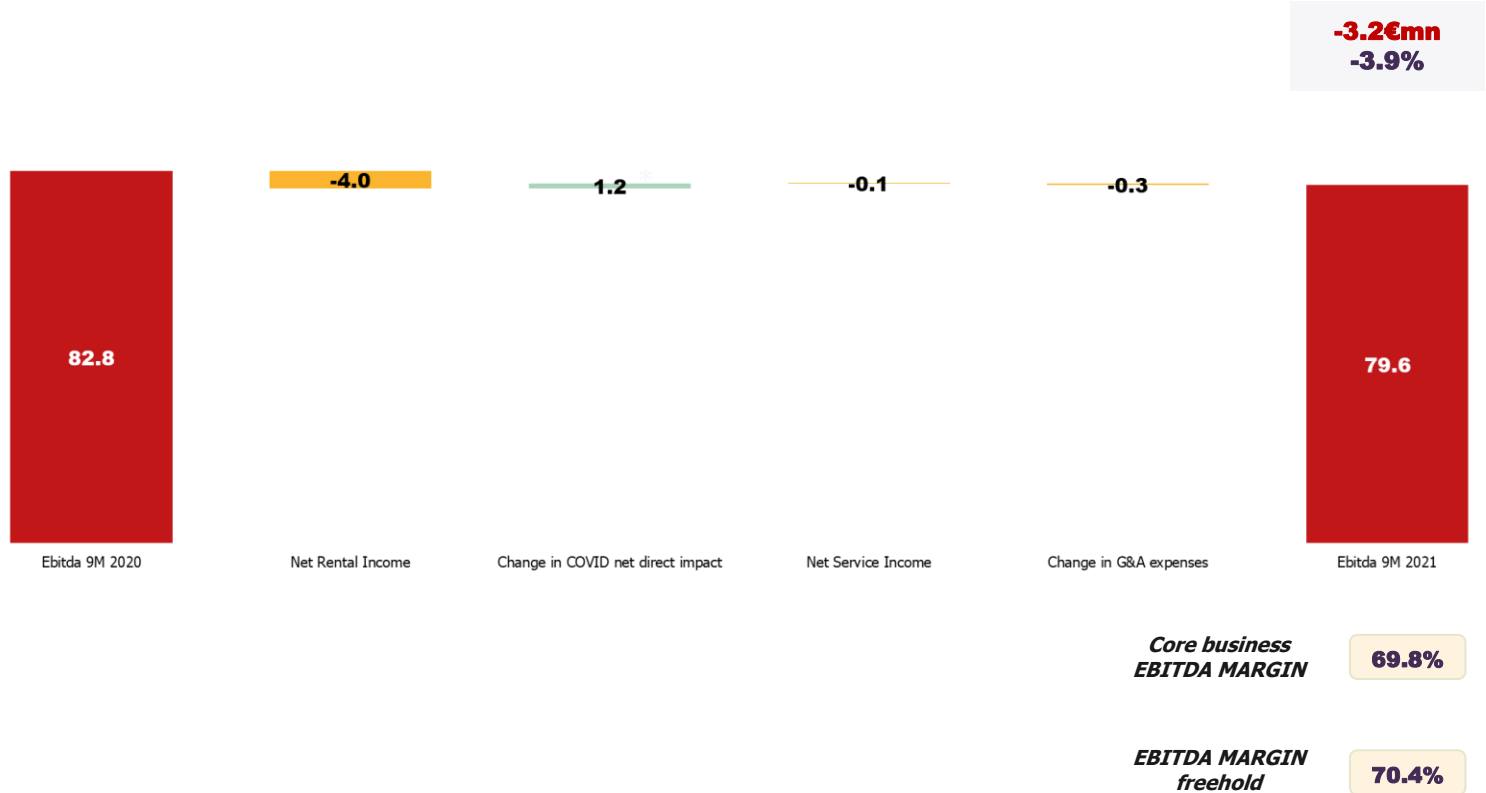 -3.2€mn
-3.9%
-4.0
1.2
*
-0.1
-0.3
82.8
79.6
Ebitda 9M 2020
Net Rental Income
Change in COVID net direct impact
Net Service Income
Change in G&A expenses
Ebitda 9M 2021
Core business
EBITDA MARGIN
69.8%
EBITDA MARGIN
freehold
70.4%